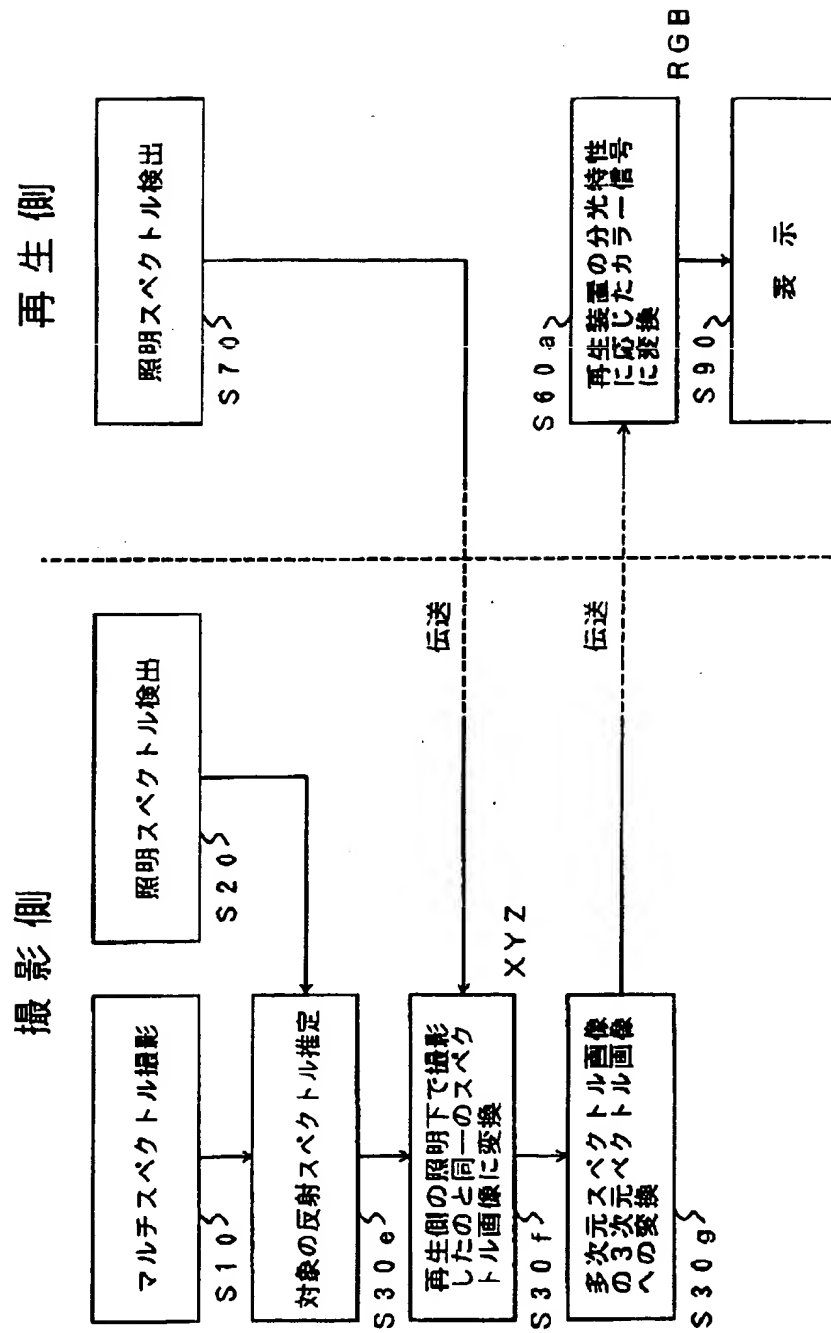 撮影側
マルチスペクトル撮影
S10
照明スペクトル検出
S20
対象の反射スペクトル推定
S30e
再生側の照明下で撮影
したのと同一のスペク
トル画像に変換
S30f
XYZ
多次元スペクトル画像
の3次元ベクトル画像
への変換
S30g
伝送
伝送
再生側
照明スペクトル検出
S70
S60a
再生装置の分光特性
に応じたカラー信号
に変換
RGB
S90
表示